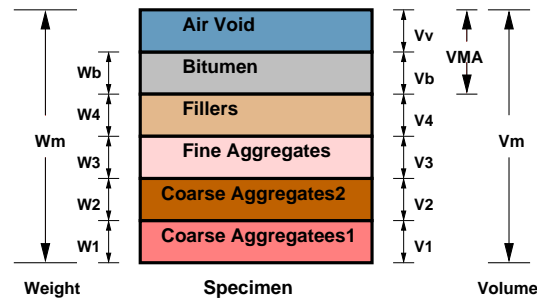 Air Void
Vv
VMA
Wb
Bitumen
Vb
W4
Fillers
V4
Wm
Vm
W3
Fine Aggregates
V3
W2
Coarse Aggregates2
V2
W1
Coarse Aggregatees1
V1
Weight
Specimen
Volume